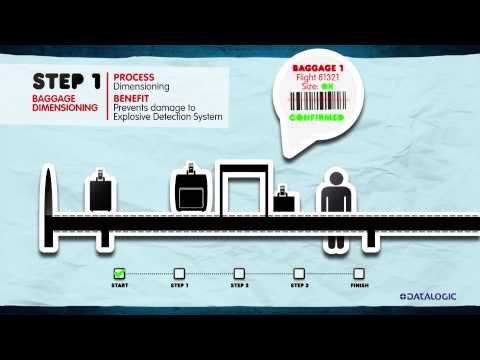 STEP 1
BAGGAGE
DIMENSIONING
PROCESS
Dimensioning
BENEFIT
Prevents damage to
Explosive Detection System
BAGGAGE 1
Flight 81321
Size: OK
CONFIRMED
START
STEP 1
STEP 2
STEP 3
FINISH
DATALOGIC